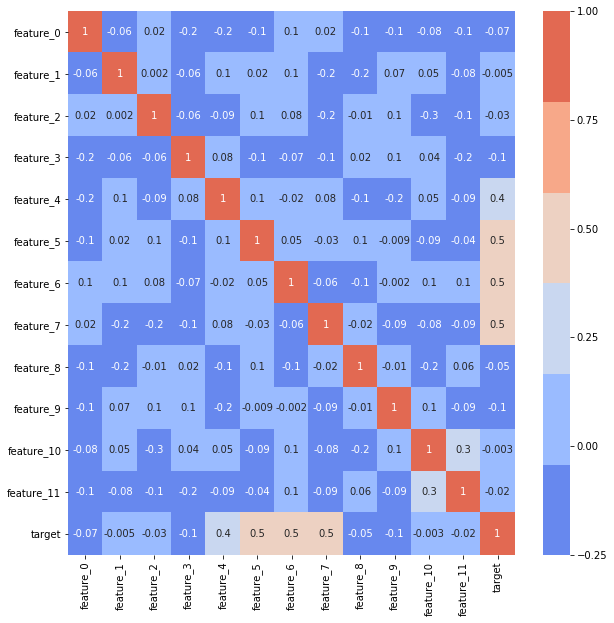 feature_0 1 -0.06 0.02 -0.2 -0.2 -0.1 0.1 0.02 -0.1 -0.1 -0.08 -0.1 -0.07
feature_1 -0.06 1 0.002 -0.06 0.1 0.02 0.1 -0.2 -0.2 0.07 0.05 -0.08 -0.005
feature_2 0.02 0.002 1 -0.06 -0.09 0.1 0.08 -0.2 -0.01 0.1 -0.3 -0.1 -0.03
feature_3 -0.2 -0.06 -0.06 1 0.08 -0.1 -0.07 -0.1 0.02 0.1 0.04 -0.2 -0.1
feature_4 -0.2 0.1 -0.09 0.08 1 0.1 -0.02 0.08 -0.1 -0.2 0.05 -0.09 0.4
feature_5 -0.1 0.02 0.1 -0.1 0.1 1 0.05 -0.03 0.1 -0.009 -0.09 -0.04 0.5
feature_6 0.1 0.1 0.08 -0.07 -0.02 0.05 1 -0.06 -0.1 -0.002 0.1 0.1 0.5
feature_7 0.02 -0.2 -0.2 -0.1 0.08 -0.03 -0.06 1 -0.02 -0.09 -0.08 -0.09 0.5
feature_8 -0.1 -0.2 -0.01 0.02 -0.1 0.1 -0.1 -0.02 1 -0.01 -0.2 0.06 -0.05
feature_9 -0.1 0.07 0.1 0.1 -0.2 -0.009 -0.002 -0.09 -0.01 1 0.1 -0.09 -0.1
feature_10 -0.08 0.05 -0.3 0.04 0.05 -0.09 0.1 -0.08 -0.2 0.1 1 0.3 -0.003
feature_11 -0.1 -0.08 -0.1 -0.2 -0.09 -0.04 0.1 -0.09 0.06 -0.09 0.3 1 -0.02
target -0.07 -0.005 -0.03 -0.1 0.4 0.5 0.5 0.5 -0.05 -0.1 -0.003 -0.02 1
feature_0 feature_1 feature_2 feature_3 feature_4 feature_5 feature_6 feature_7 feature_8 feature_9 feature_10 feature_11 target
1.00
0.75
0.50
0.25
0.00
−0.25